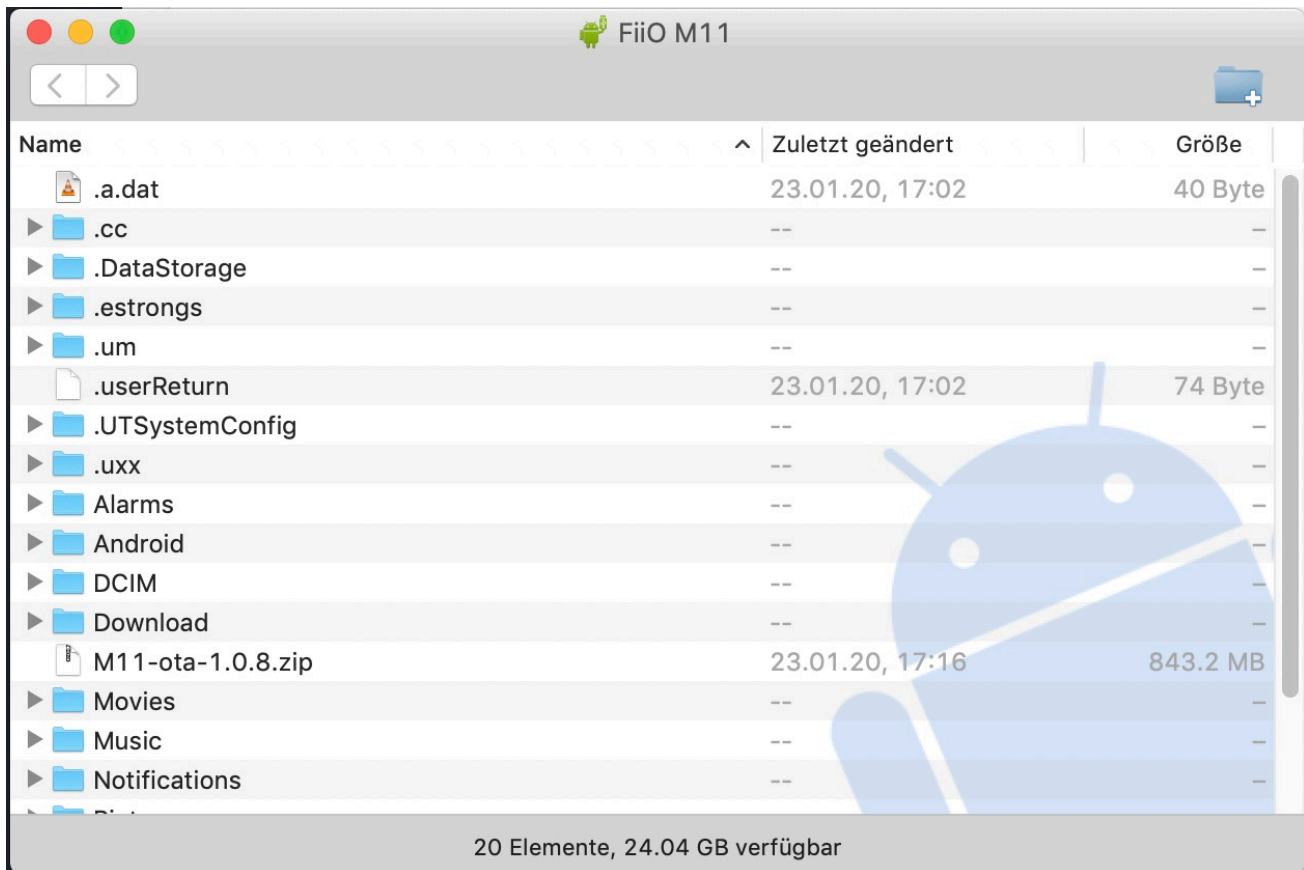 FiiO M11
Name Zuletzt geändert Größe
.a.dat 23.01.20, 17:02 40 Byte
.cc -- –
.DataStorage -- –
.estrongs -- –
.um -- –
.userReturn 23.01.20, 17:02 74 Byte
.UTSystemConfig -- –
.uxx -- –
Alarms -- –
Android -- –
DCIM -- –
Download -- –
M11-ota-1.0.8.zip 23.01.20, 17:16 843.2 MB
Movies -- –
Music -- –
Notifications -- –
20 Elemente, 24.04 GB verfügbar